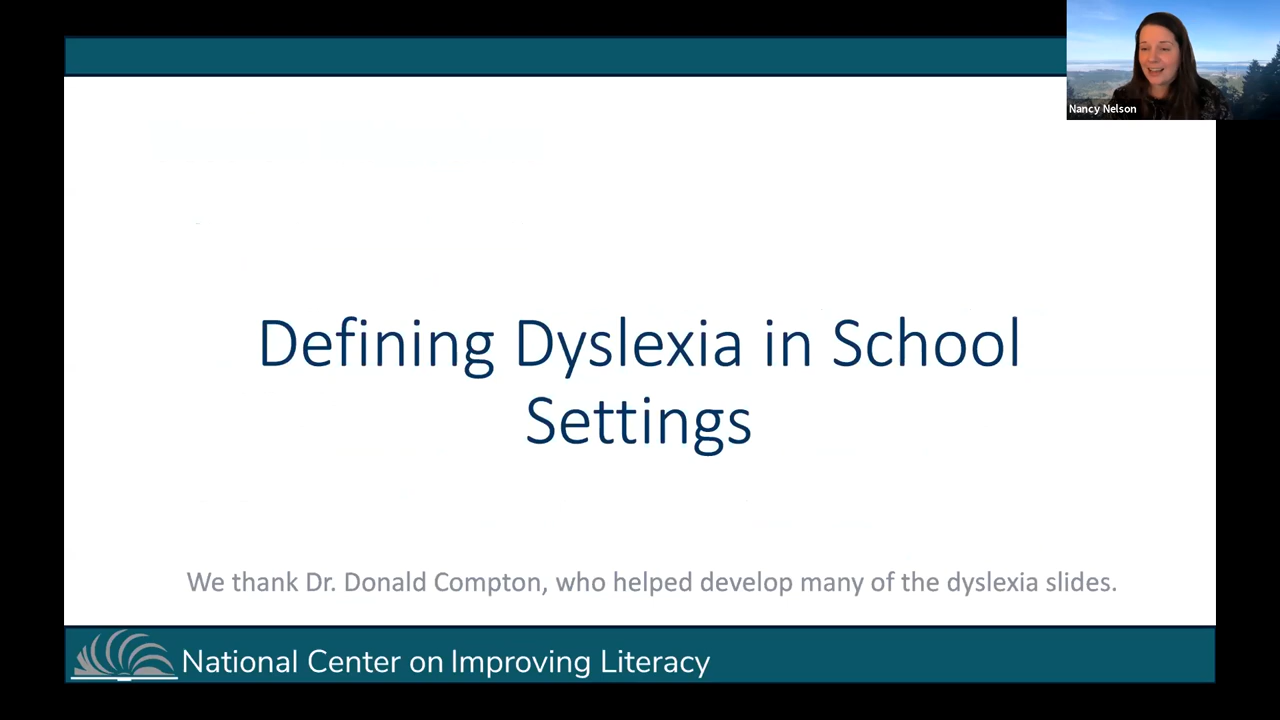 Nancy Nelson
Defining Dyslexia in School
Settings
We thank Dr. Donald Compton, who helped develop many of the dyslexia slides.
National Center on Improving Literacy